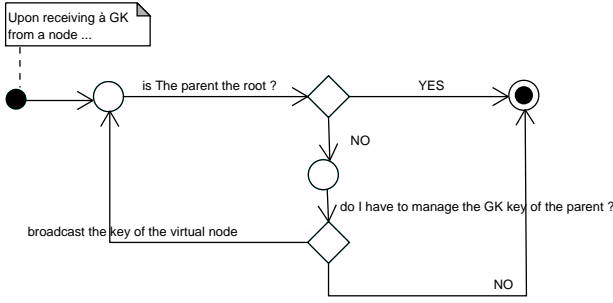 Upon receiving à GK
from a node ...
is The parent the root ?
YES
NO
do I have to manage the GK key of the parent ?
broadcast the key of the virtual node
NO